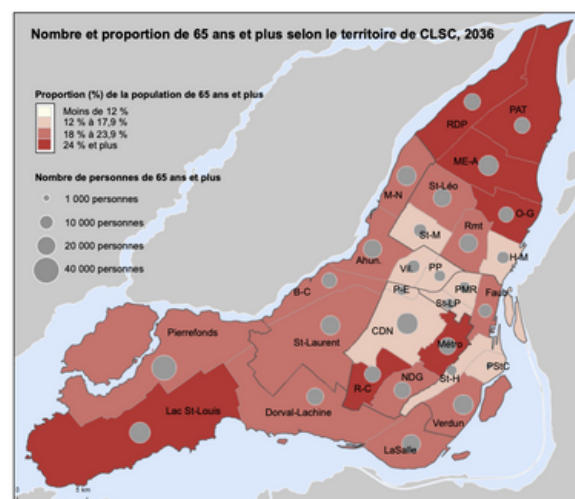 Nombre et proportion de 65 ans et plus selon le territoire de CLSC, 2036
Proportion (%) de la population de 65 ans et plus
Moins de 12 %
12 % à 17,9 %
18 % à 23,9 %
24 % et plus
Nombre de personnes de 65 ans et plus
1 000 personnes
10 000 personnes
20 000 personnes
40 000 personnes
PAT
RDP
ME-A
M-N
St-Léo
O-G
St-M
Rmt
Ahun.
H-M
Vil.
PP
B-C
P-E
PMR
Faub.
St-LP
CDN
Pierrefonds
St-Laurent
Métro
R-C
NDG
St-H
PStC
Lac St-Louis
Dorval-Lachine
Verdun
LaSalle
5 km